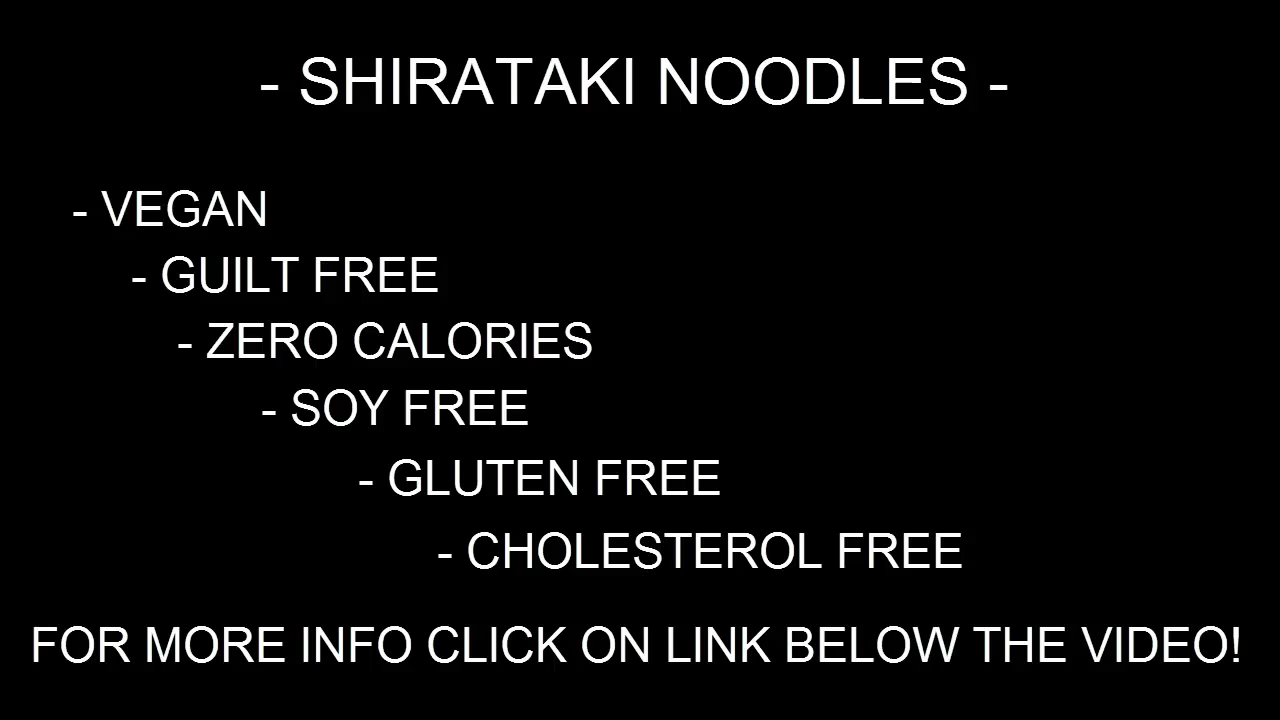 - SHIRATAKI NOODLES -
- VEGAN
- GUILT FREE
- ZERO CALORIES
- SOY FREE
- GLUTEN FREE
- CHOLESTEROL FREE
FOR MORE INFO CLICK ON LINK BELOW THE VIDEO!